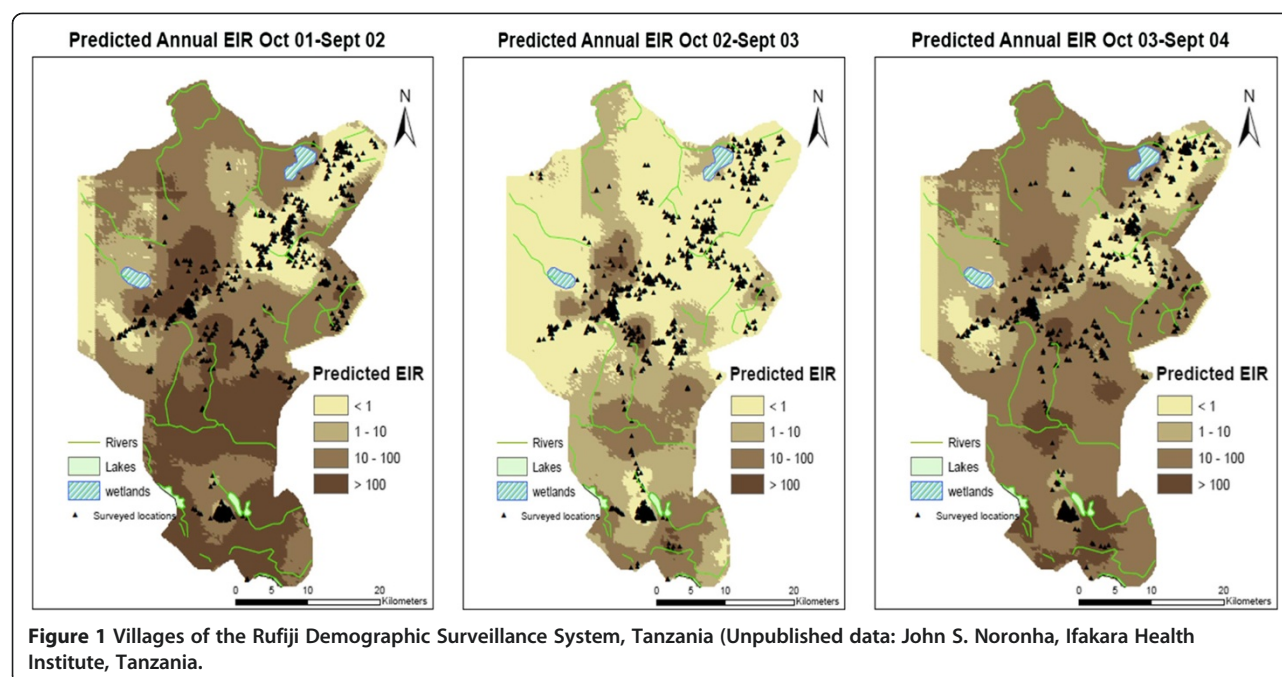 Predicted Annual EIR Oct 01-Sept 02
N
Predicted EIR
< 1
1 - 10
10 - 100
> 100
Rivers
Lakes
wetlands
Surveyed locations
0 5 10 20
Kilometers
Predicted Annual EIR Oct 02-Sept 03
N
Predicted EIR
< 1
1 - 10
10 - 100
> 100
Rivers
Lakes
wetlands
Surveyed locations
0 5 10 20
Kilometers
Predicted Annual EIR Oct 03-Sept 04
N
Predicted EIR
< 1
1 - 10
10 - 100
> 100
Rivers
Lakes
wetlands
Surveyed locations
0 5 10 20
Kilometers
Figure 1 Villages of the Rufiji Demographic Surveillance System, Tanzania (Unpublished data: John S. Noronha, Ifakara Health
Institute, Tanzania.